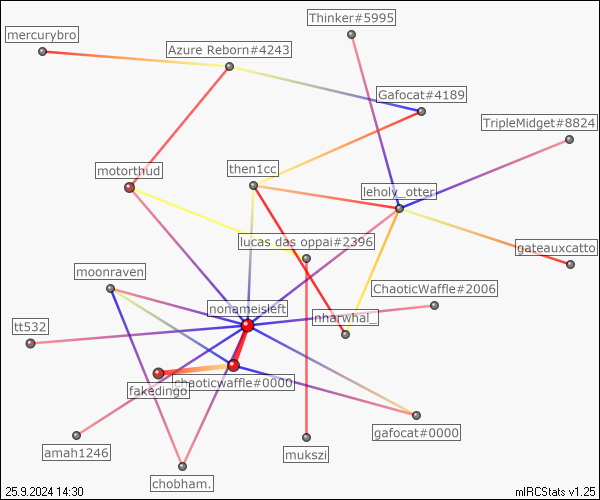 Thinker#5995
mercurybro
Azure Reborn#4243
Gafocat#4189
TripleMidget#8824
motorthud
then1cc
leholy_otter
lucas das oppai#2396
gateauxcatto
moonraven
ChaoticWaffle#2006
nonameisleft
nharwhal_
tt532
chaoticwaffle#0000
fakedingo
gafocat#0000
amah1246
mukszi
chobham.
25.9.2024 14:30
mIRCStats v1.25